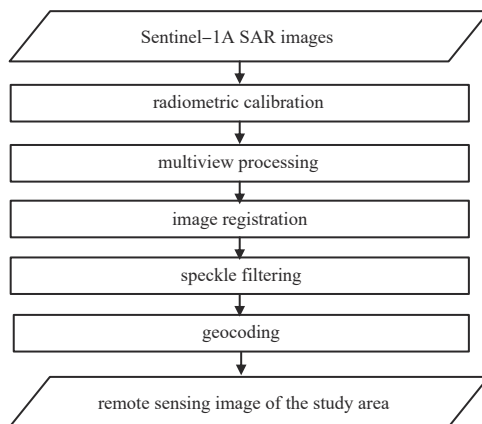 Sentinel–1A SAR images
radiometric calibration
multiview processing
image registration
speckle filtering
geocoding
remote sensing image of the study area